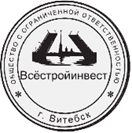 ОБЩЕСТВО С ОГРАНИЧЕННОЙ ОТВЕТСТВЕННОСТЬЮ
Всёстройинвест
г. Витебск